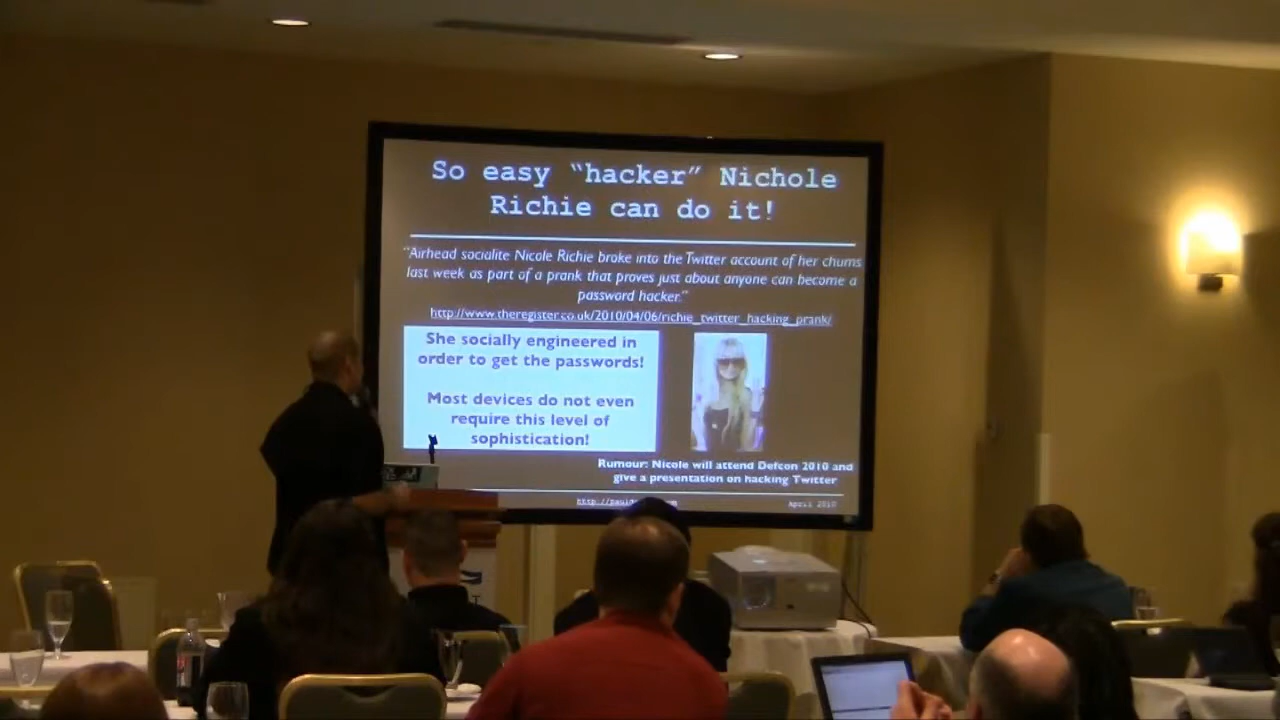 So easy “hacker” Nichole
Richie can do it!
“Airhead socialite Nicole Richie broke into the Twitter account of her chums
last week as part of a prank that proves just about anyone can become a
password hacker.”
http://www.theregister.co.uk/2010/04/06/richie_twitter_hacking_prank/
She socially engineered in
order to get the passwords!
Most devices do not even
require this level of
sophistication!
Rumour: Nicole will attend Defcon 2010 and
give a presentation on hacking Twitter
April 2010